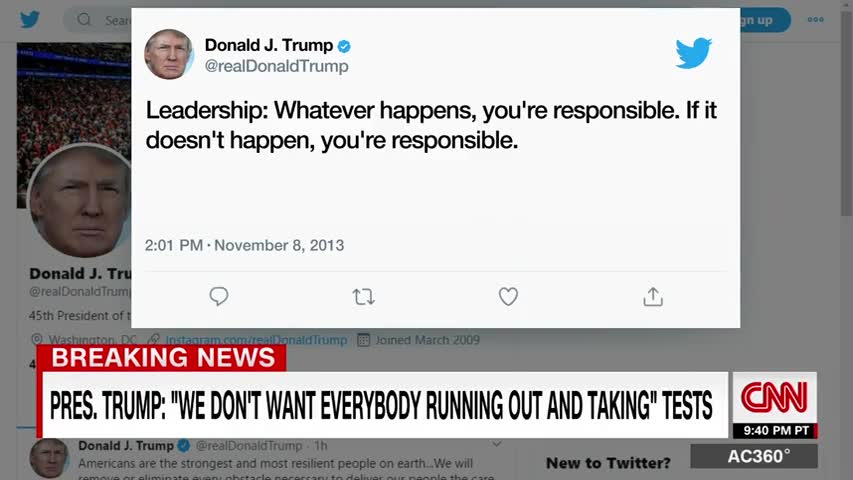 Sear
gn up
Donald J. Trump
@realDonaldTrump
Leadership: Whatever happens, you're responsible. If it
doesn't happen, you're responsible.
2:01 PM · November 8, 2013
Donald J. Tru
@realDonaldTrum
45th President of t
Washington, DC Instagram.com/realDonaldTrump Joined March 2009
4
BREAKING NEWS
PRES. TRUMP: "WE DON'T WANT EVERYBODY RUNNING OUT AND TAKING" TESTS
CNN
9:40 PM PT
AC360°
Donald J. Trump @realDonaldTrump · 1h
Americans are the strongest and most resilient people on earth...We will
remove or eliminate every obstacle necessary to deliver our people the care
New to Twitter?